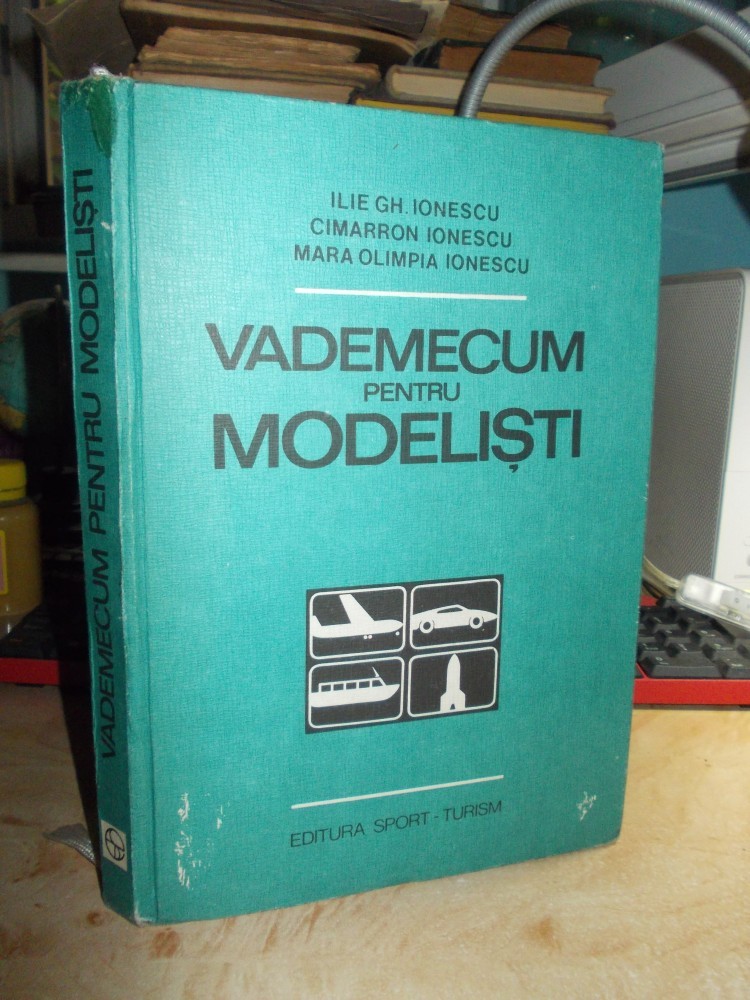 ILIE GH. IONESCU
CIMARRON IONESCU
MARA OLIMPIA IONESCU
VADEMECUM
PENTRU
MODELIȘTI
EDITURA SPORT - TURISM
VADEMECUM PENTRU MODELIȘTI